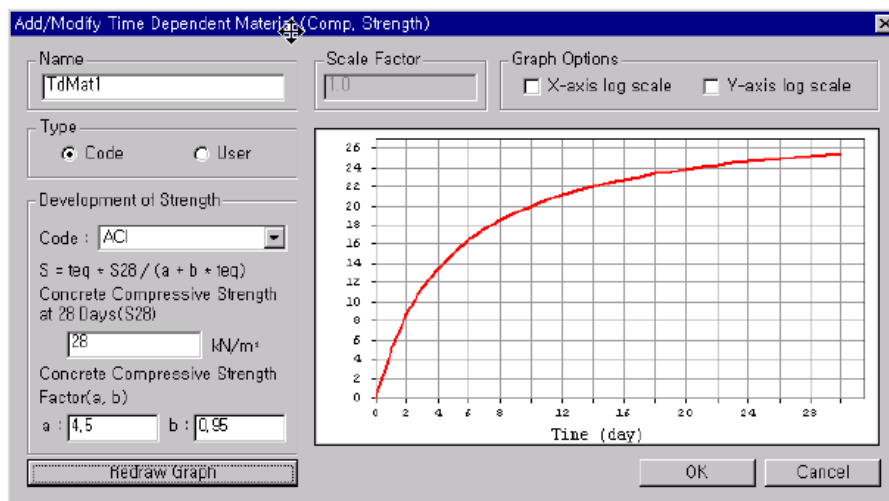 Add/Modify Time Dependent Material (Comp, Strength)
Name
TdMat1
Scale Factor
1.0
Graph Options
X-axis log scale
Y-axis log scale
Type
Code
User
Development of Strength
Code : ACI
S = teq * S28 / (a + b * teq)
Concrete Compressive Strength
at 28 Days(S28)
28 kN/m²
Concrete Compressive Strength
Factor(a, b)
a : 4,5 b : 0,95
Redraw Graph
26
24
22
20
18
16
14
12
10
8
6
4
2
0
0 2 4 6 8 12 16 20 24 28
Time (day)
OK
Cancel